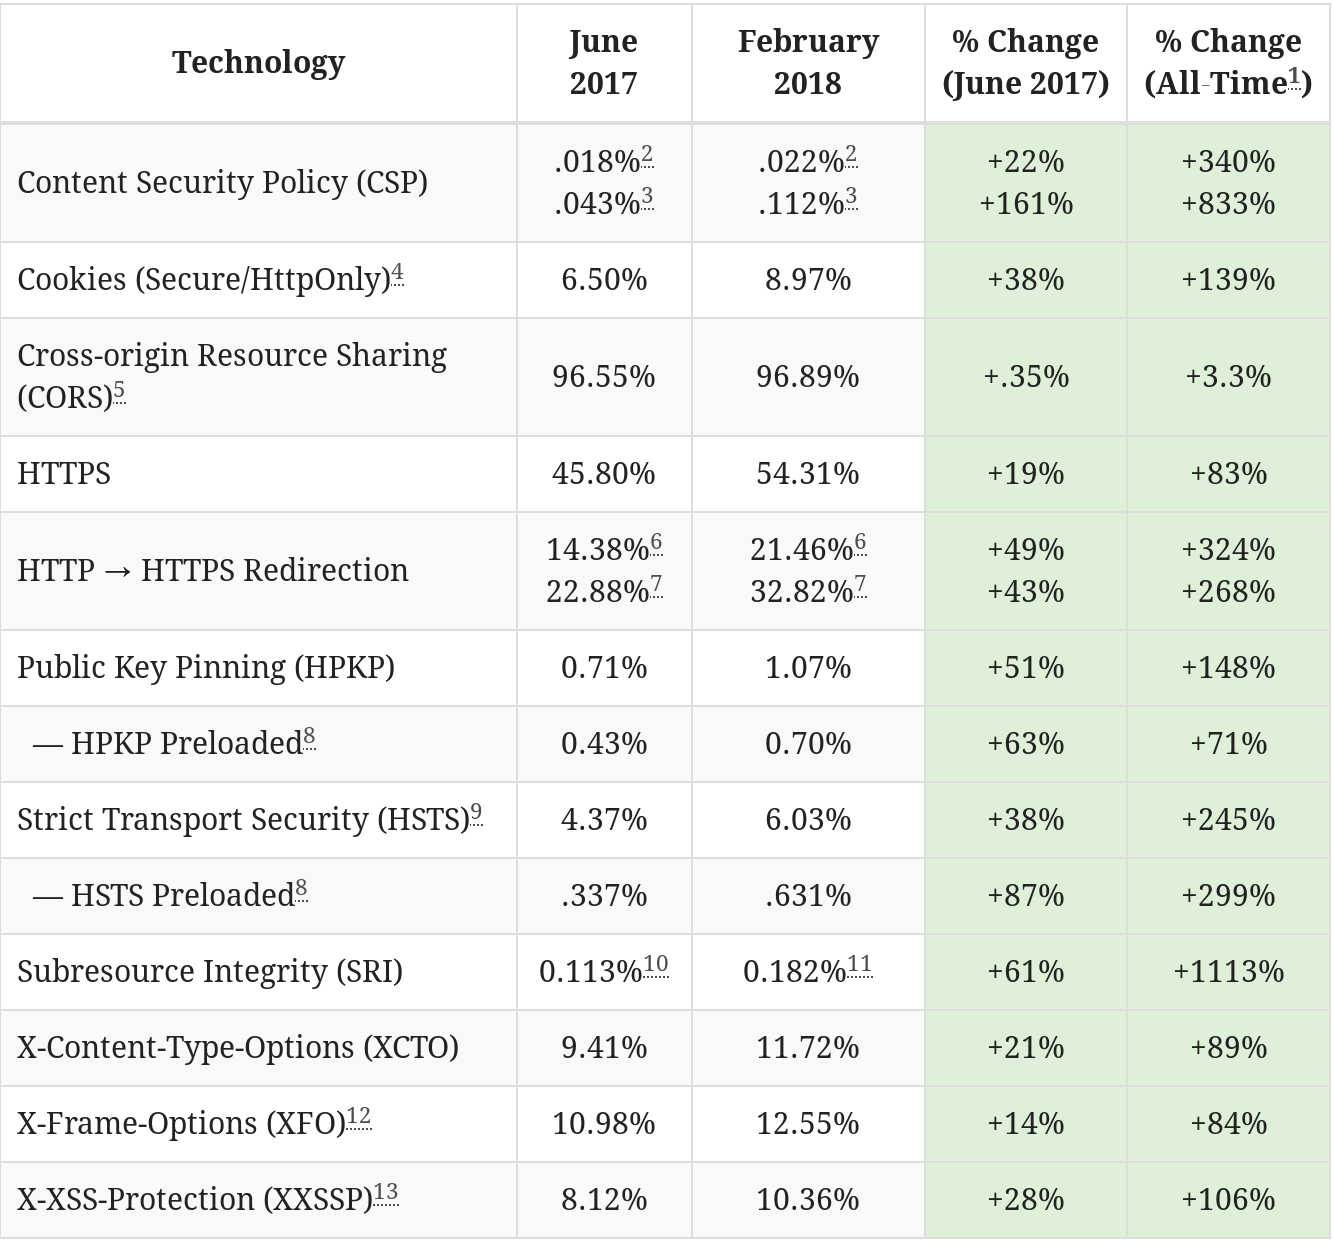 Technology | June 2017 | February 2018 | % Change (June 2017) | % Change (All-Time1)
Content Security Policy (CSP) | .018%2 | .022%2 | +22% | +340%
.043%3 | .112%3 | +161% | +833%
Cookies (Secure/HttpOnly)4 | 6.50% | 8.97% | +38% | +139%
Cross-origin Resource Sharing
(CORS)5 | 96.55% | 96.89% | +.35% | +3.3%
HTTPS | 45.80% | 54.31% | +19% | +83%
HTTP → HTTPS Redirection | 14.38%6 | 21.46%6 | +49% | +324%
22.88%7 | 32.82%7 | +43% | +268%
Public Key Pinning (HPKP) | 0.71% | 1.07% | +51% | +148%
— HPKP Preloaded8 | 0.43% | 0.70% | +63% | +71%
Strict Transport Security (HSTS)9 | 4.37% | 6.03% | +38% | +245%
— HSTS Preloaded8 | .337% | .631% | +87% | +299%
Subresource Integrity (SRI) | 0.113%10 | 0.182%11 | +61% | +1113%
X-Content-Type-Options (XCTO) | 9.41% | 11.72% | +21% | +89%
X-Frame-Options (XFO)12 | 10.98% | 12.55% | +14% | +84%
X-XSS-Protection (XXSSP)13 | 8.12% | 10.36% | +28% | +106%